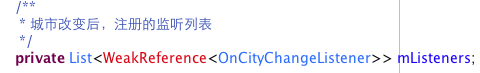 /**
* 城市改变后，注册的监听列表
*/
private List<WeakReference<OnCityChangeListener>> mListeners;